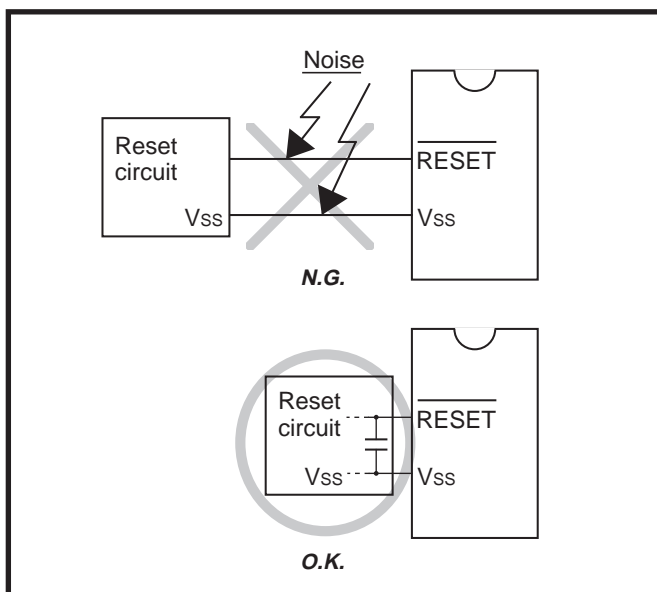 Noise
Reset
circuit
RESET
Vss
Vss
N.G.
Reset
circuit
RESET
Vss
Vss
O.K.